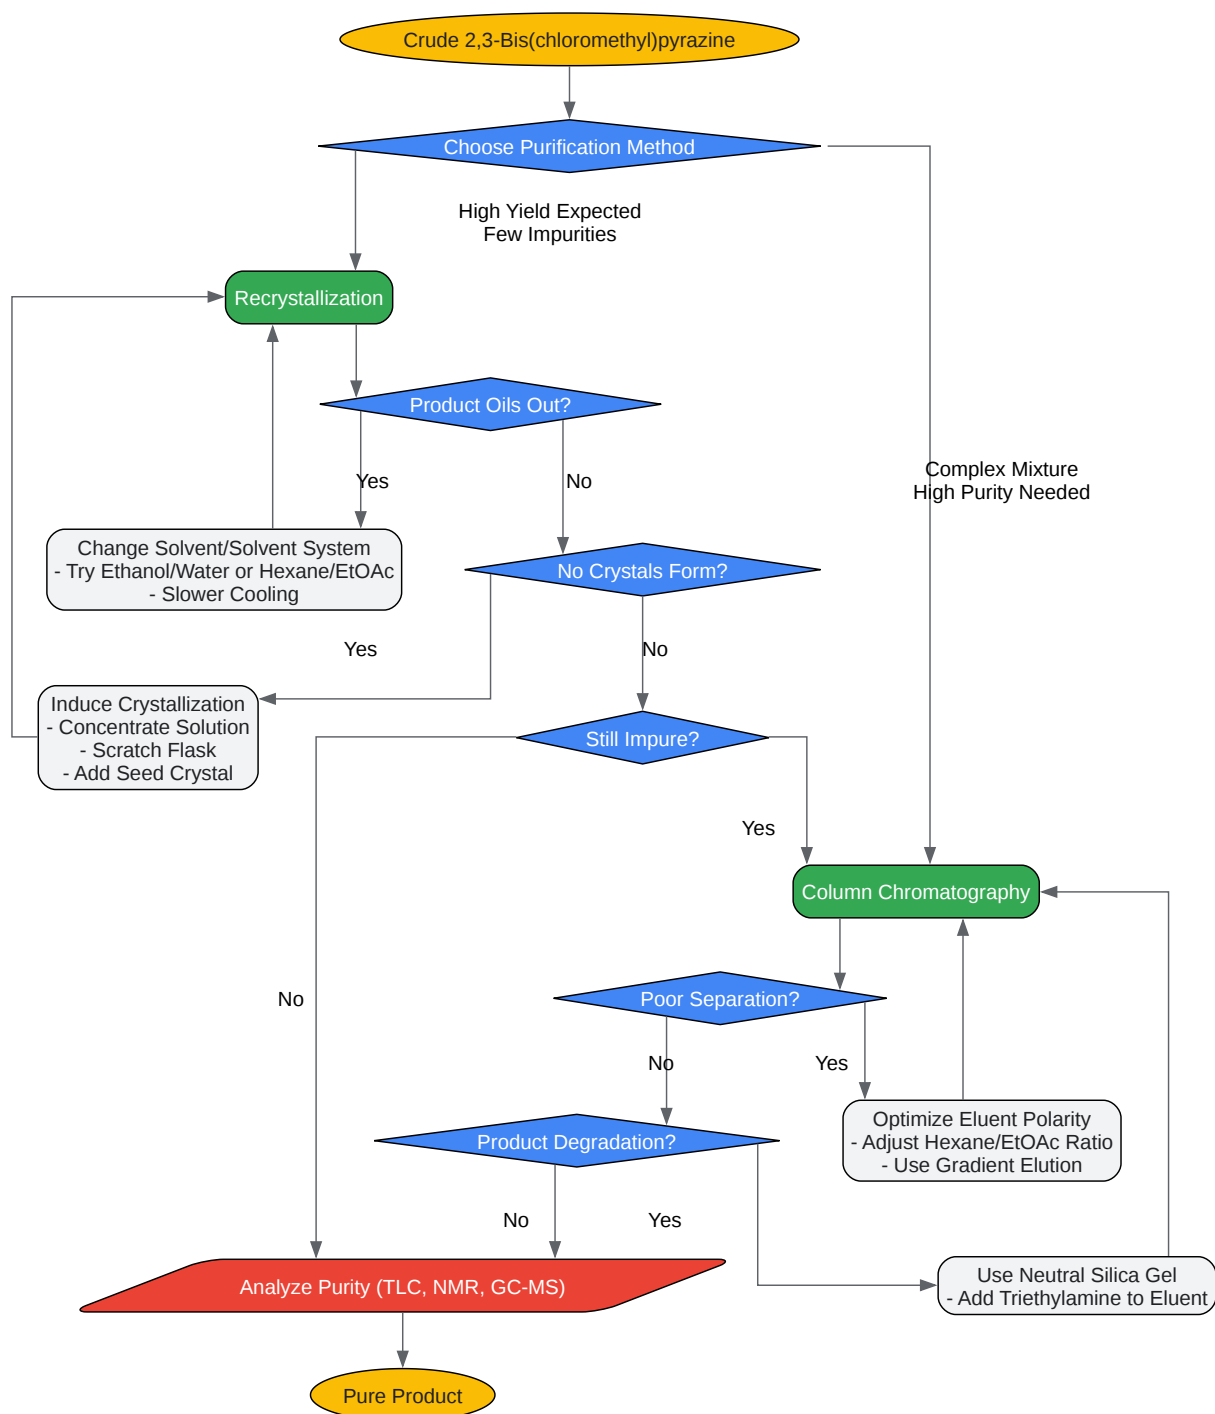 Crude 2,3-Bis(chloromethyl)pyrazine
Choose Purification Method
High Yield Expected
Few Impurities
Recrystallization
Product Oils Out?
Complex Mixture
High Purity Needed
Yes
No
Change Solvent/Solvent System
- Try Ethanol/Water or Hexane/EtOAc
- Slower Cooling
No Crystals Form?
Yes
No
Induce Crystallization
- Concentrate Solution
- Scratch Flask
- Add Seed Crystal
Still Impure?
Yes
Column Chromatography
No
Poor Separation?
No
Yes
Optimize Eluent Polarity
- Adjust Hexane/EtOAc Ratio
- Use Gradient Elution
Product Degradation?
No
Yes
Analyze Purity (TLC, NMR, GC-MS)
Use Neutral Silica Gel
- Add Triethylamine to Eluent
Pure Product